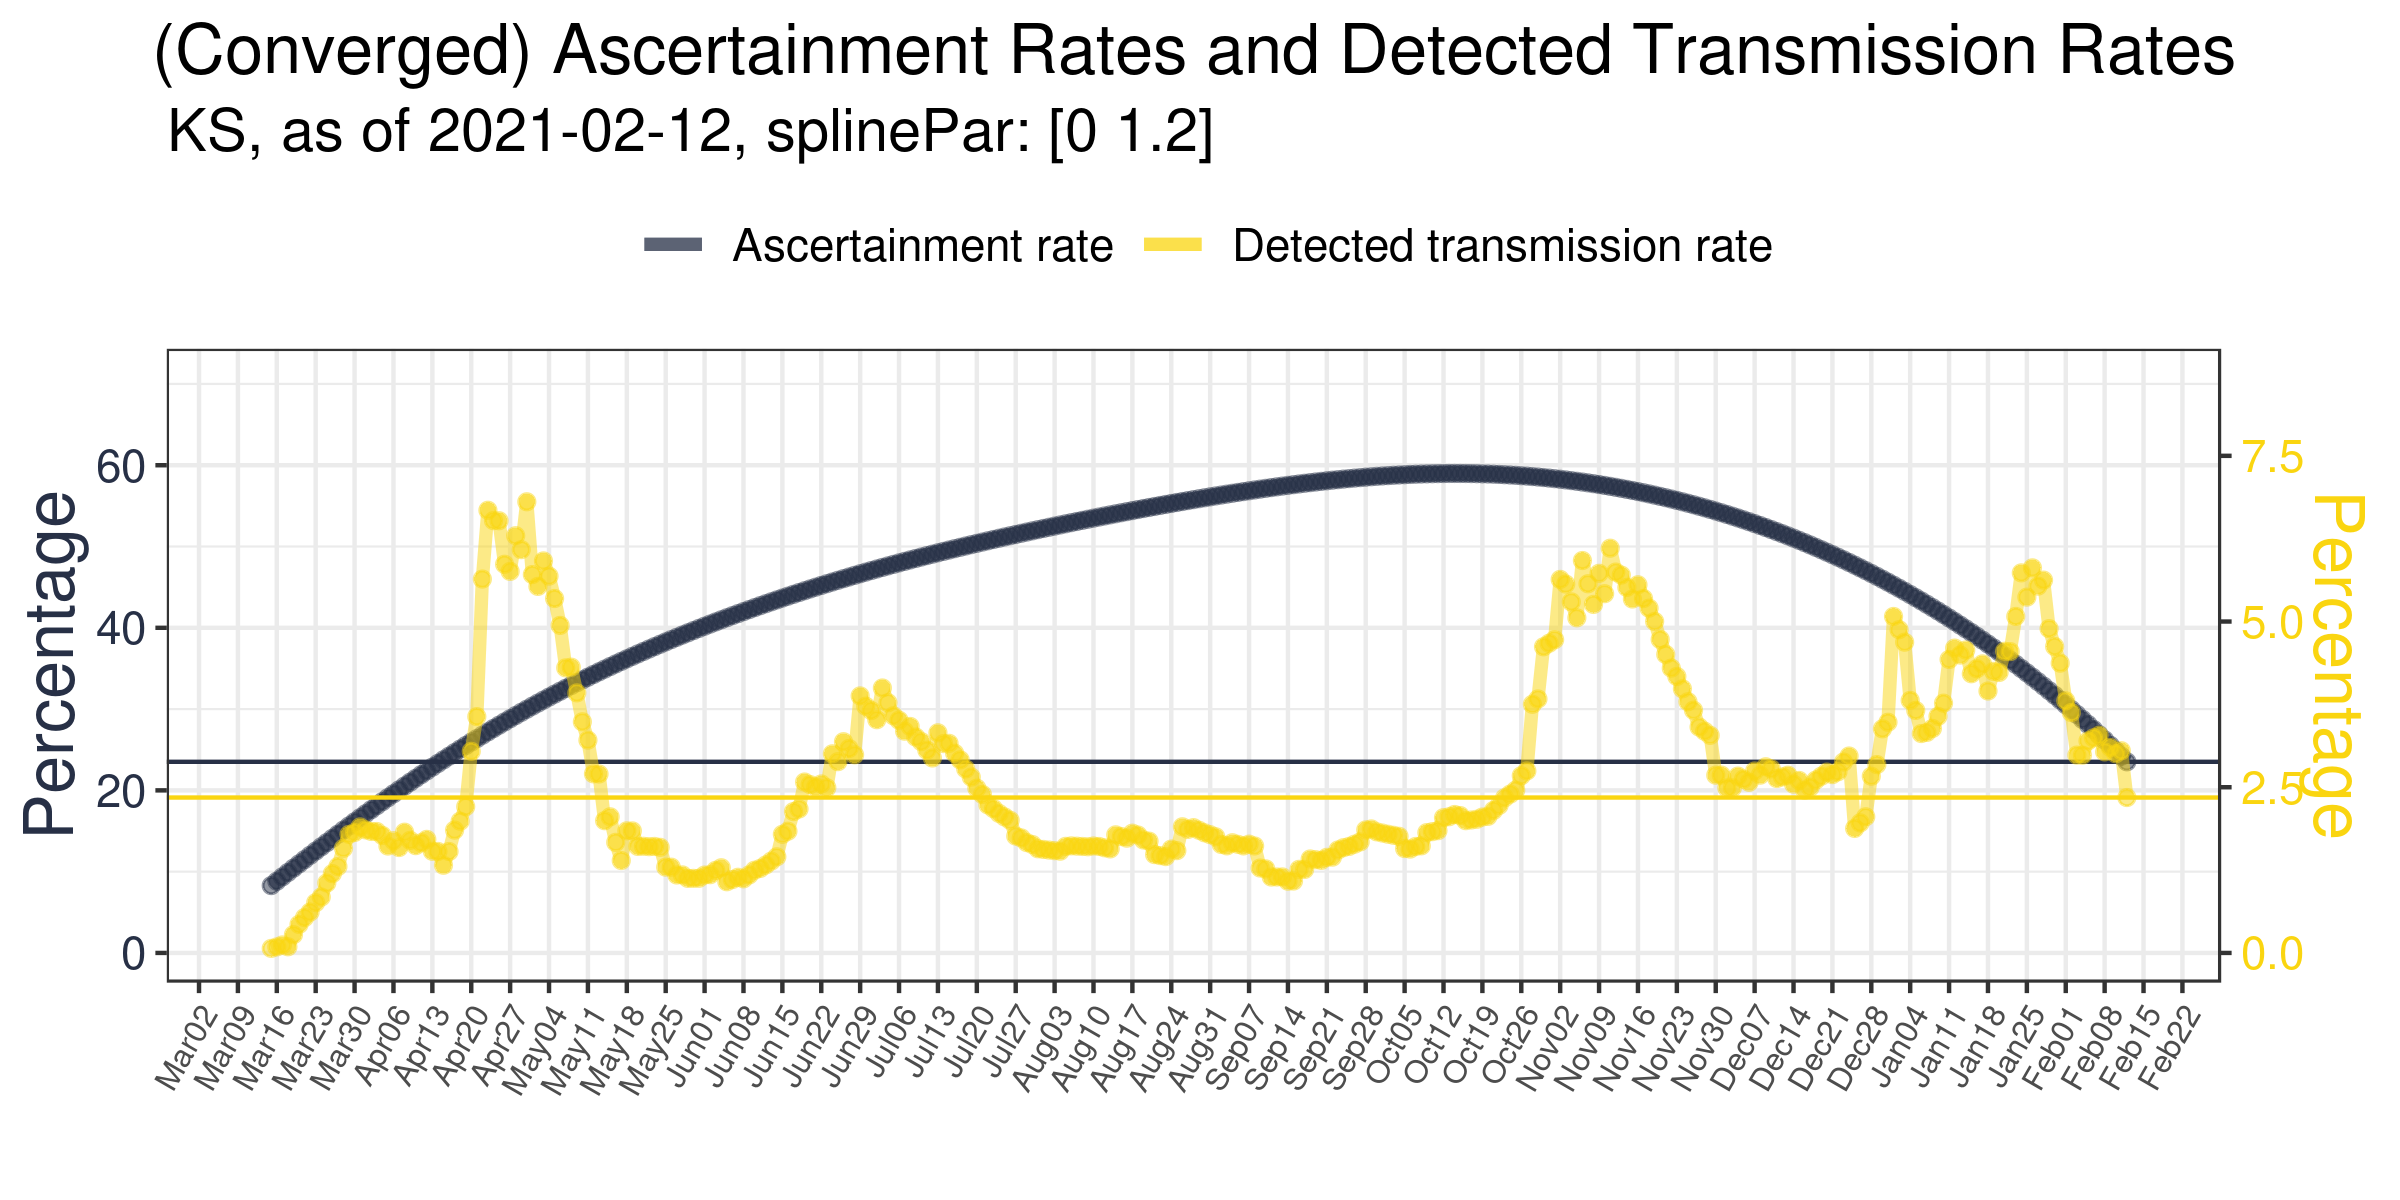 (Converged) Ascertainment Rates and Detected Transmission Rates
KS, as of 2021-02-12, splinePar: [0 1.2]
Ascertainment rate
Detected transmission rate
Percentage
60
40
20
0
7.5
5.0
2.5
0.0
Percentage
Mar02
Mar09
Mar16
Mar23
Mar30
Apr06
Apr13
Apr20
Apr27
May04
May11
May18
May25
Jun01
Jun08
Jun15
Jun22
Jun29
Jul06
Jul13
Jul20
Jul27
Aug03
Aug10
Aug17
Aug24
Aug31
Sep07
Sep14
Sep21
Sep28
Oct05
Oct12
Oct19
Oct26
Nov02
Nov09
Nov16
Nov23
Nov30
Dec07
Dec14
Dec21
Dec28
Jan04
Jan11
Jan18
Jan25
Feb01
Feb08
Feb15
Feb22